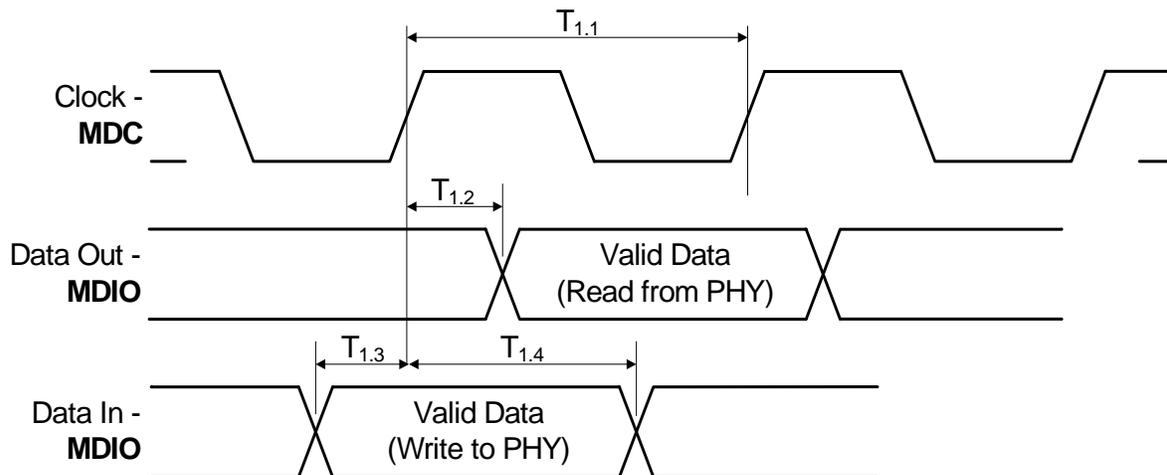 T1.1
Clock -
MDC
T1.2
Data Out -
MDIO
Valid Data
(Read from PHY)
T1.3
T1.4
Data In -
MDIO
Valid Data
(Write to PHY)